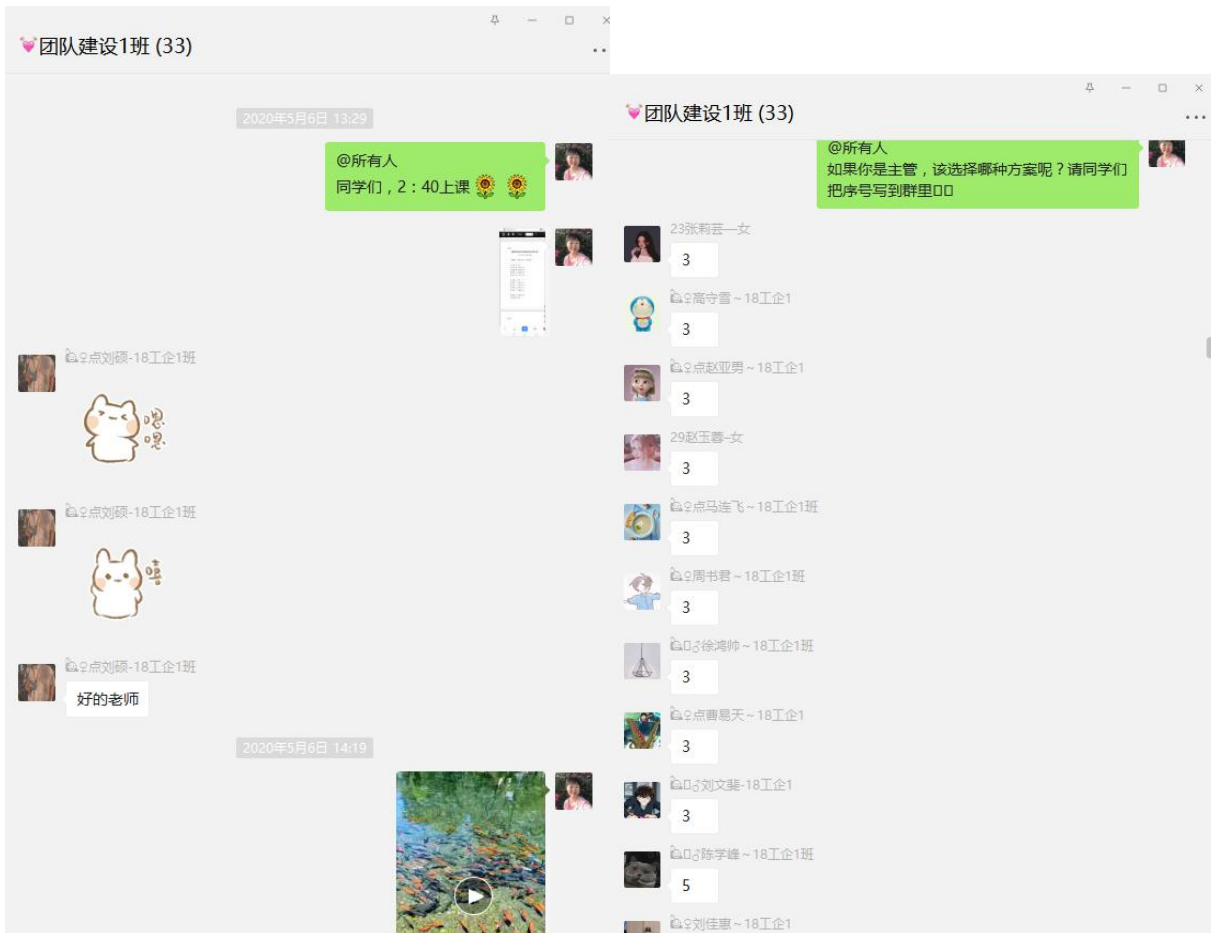 团队建设1班 (33)
2020年5月6日 13:29
@所有人
同学们，2：40上课
点刘硕-18工企1班
嗯嗯
点刘硕-18工企1班
嘻
点刘硕-18工企1班
好的老师
2020年5月6日 14:19
团队建设1班 (33)
@所有人
如果你是主管，该选择哪种方案呢？请同学们
把序号写到群里
23张莉芸—女
3
♀高守雪～18工企1
3
♀点赵亚男～18工企1
3
29赵玉蓉–女
3
♀点马连飞～18工企1班
3
♀周书君～18工企1班
3
♂徐鸿帅～18工企1班
3
♀点曹易天～18工企1
3
♂刘文斐-18工企1
3
♂陈学峰～18工企1班
5
♀刘佳惠～18工企1